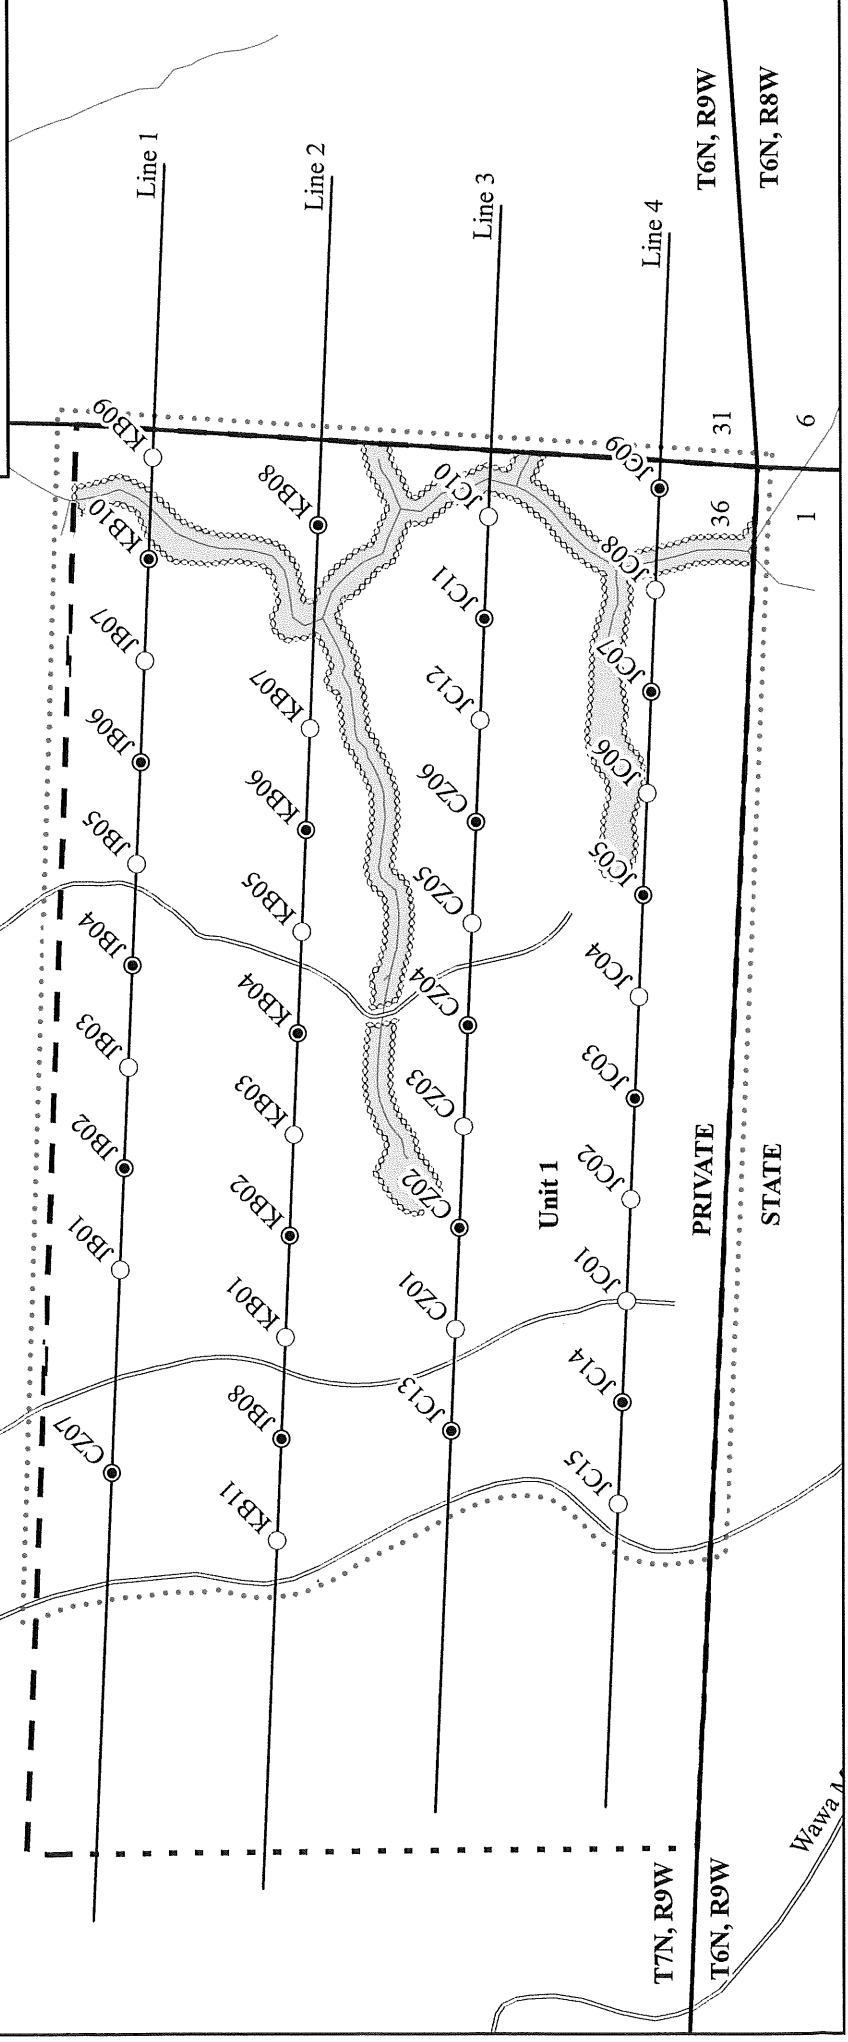 T6N, R9W
T6N, R8W
Line 1
Line 2
Line 3
Line 4
31
6
36
1
KB09
KB10
JB07
JB06
JB05
JB04
JB03
JB02
JB01
CZ07
KB08
KB07
KB06
KB05
KB04
KB03
KB02
KB01
JB08
KB11
JC10
JC11
JC12
CZ06
CZ05
CZ04
CZ03
CZ02
CZ01
JC13
JC09
JC08
JC07
JC06
JC05
JC04
JC03
JC02
JC01
JC14
JC15
Unit 1
PRIVATE
STATE
T7N, R9W
T6N, R9W
Wawa